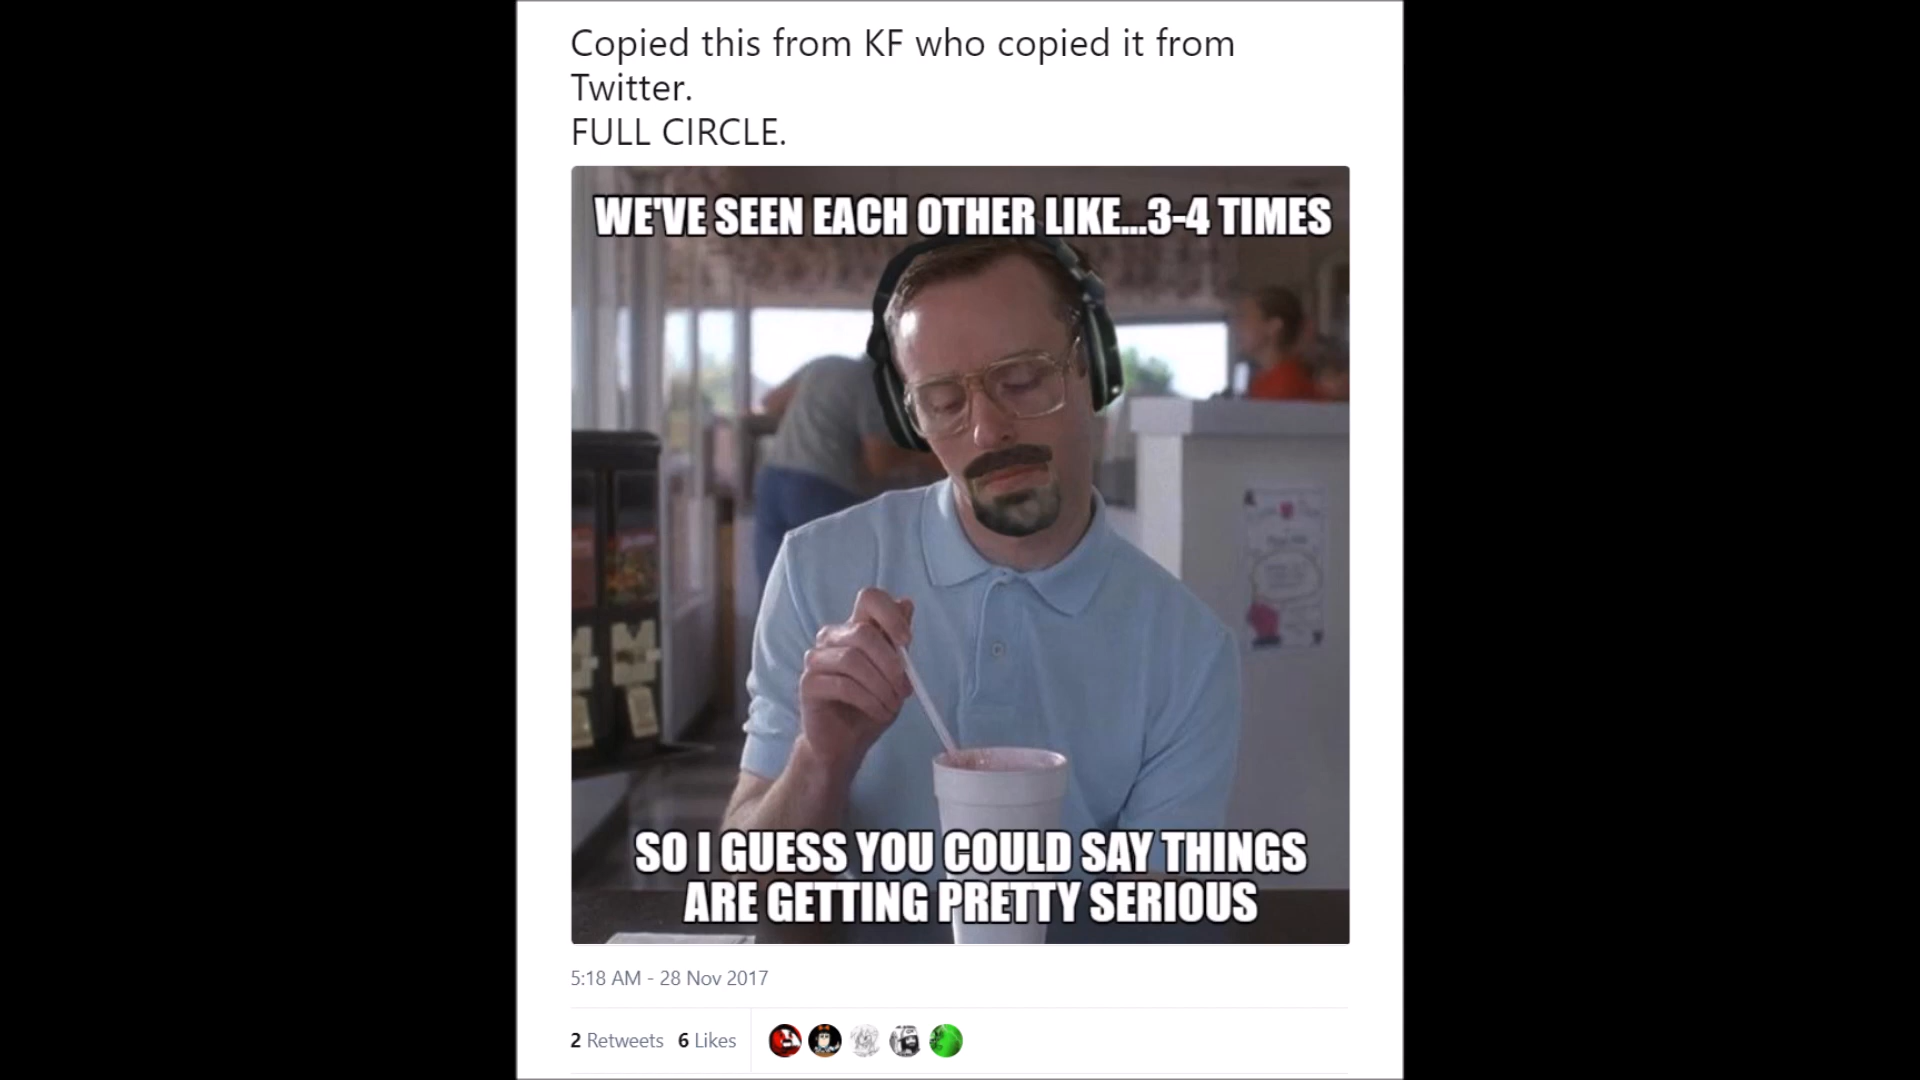 Copied this from KF who copied it from
Twitter.
FULL CIRCLE.
WE'VE SEEN EACH OTHER LIKE...3-4 TIMES
SO I GUESS YOU COULD SAY THINGS
ARE GETTING PRETTY SERIOUS
5:18 AM - 28 Nov 2017
2 Retweets 6 Likes